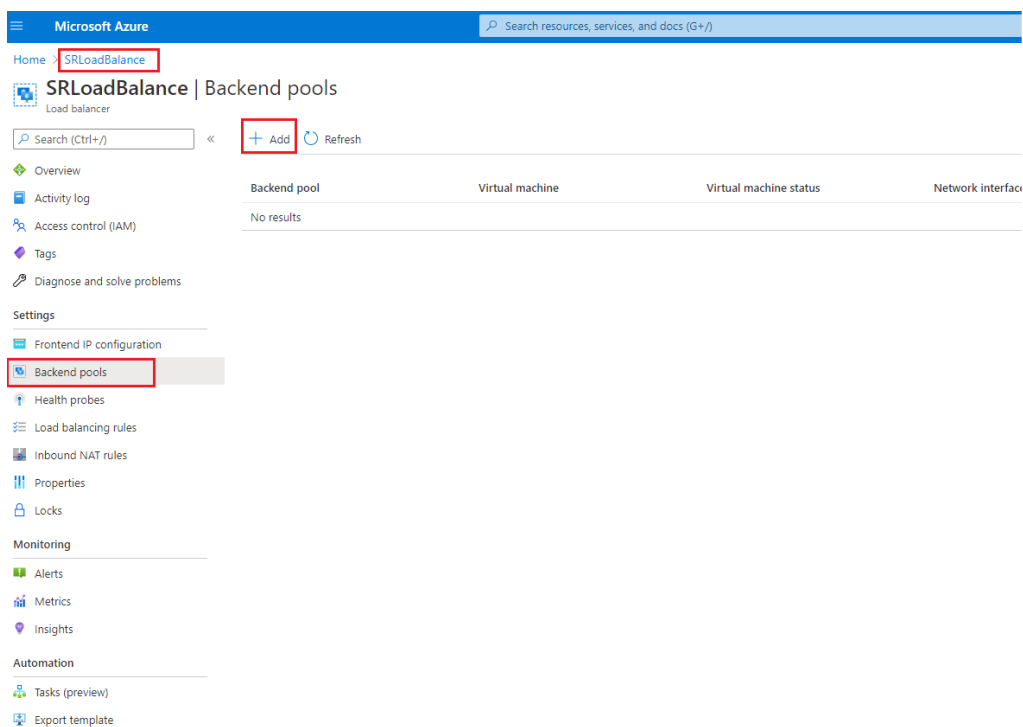 Microsoft Azure
Search resources, services, and docs (G+/)
Home > SRLoadBalance
SRLoadBalance | Backend pools
Load balancer
Search (Ctrl+/)
«
+ Add
Refresh
Overview
Activity log
Access control (IAM)
Tags
Diagnose and solve problems
Settings
Frontend IP configuration
Backend pools
Health probes
Load balancing rules
Inbound NAT rules
Properties
Locks
Monitoring
Alerts
Metrics
Insights
Automation
Tasks (preview)
Export template
Backend pool Virtual machine Virtual machine status Network interface
No results